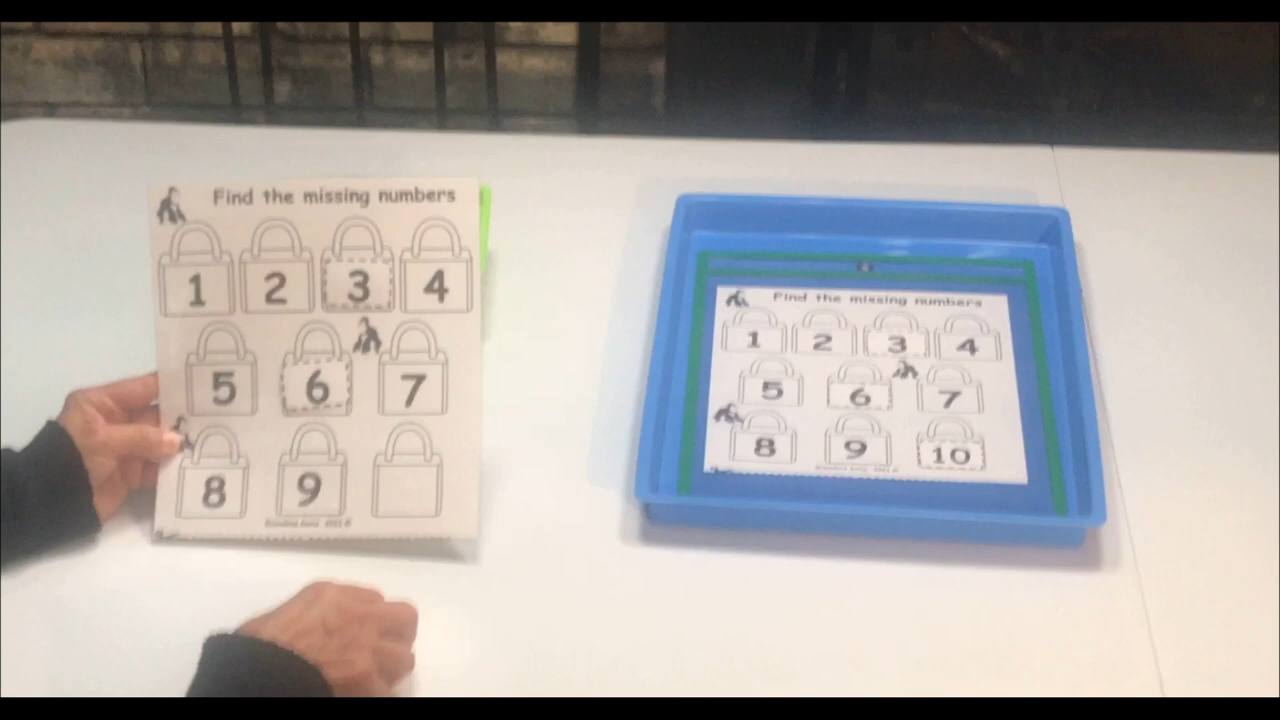 Find the missing numbers
1 2 3 4
5 6 7
8 9
Find the missing numbers
1 2 3 4
5 6 7
8 9 10